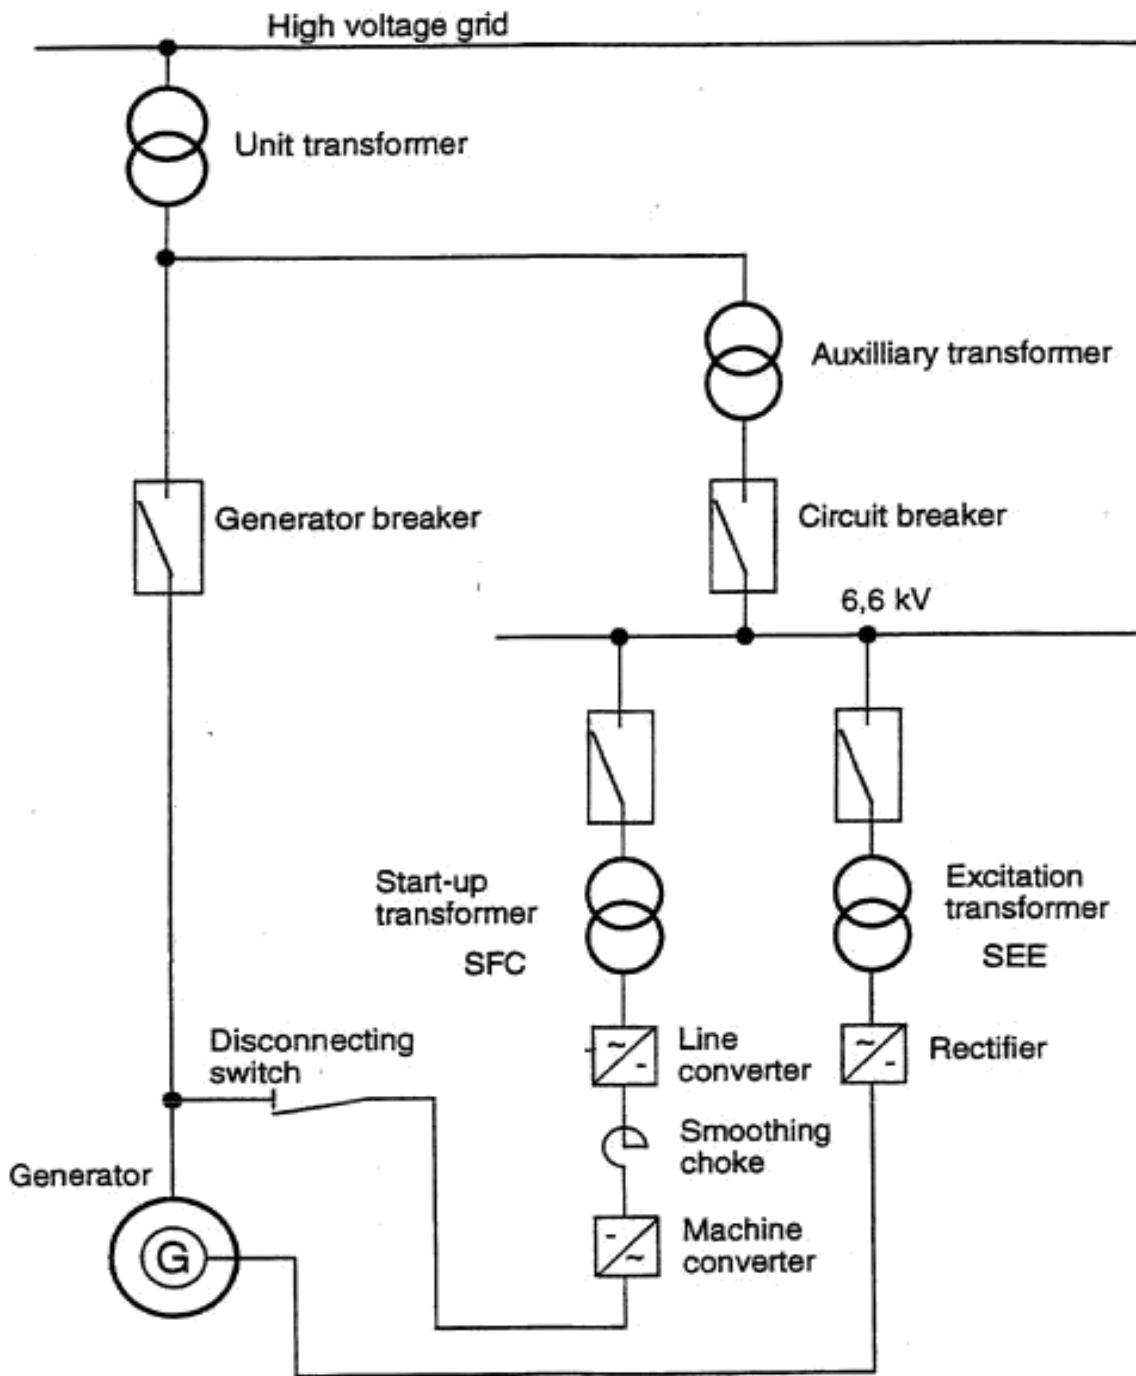 High voltage grid
Unit transformer
Auxilliary transformer
Generator breaker
Circuit breaker
6,6 kV
Start-up
transformer
SFC
Excitation
transformer
SEE
Disconnecting
switch
~
-
Line
converter
~
-
Rectifier
Smoothing
choke
Generator
G
-
~
Machine
converter